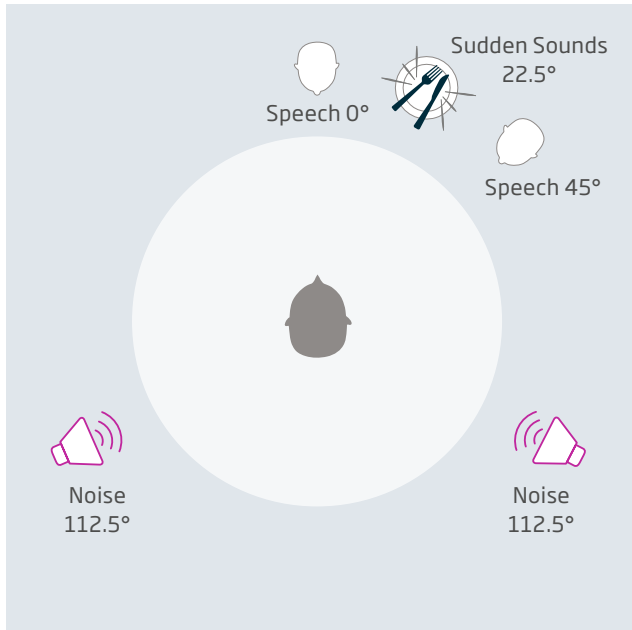 Sudden Sounds
22.5°
Speech 0°
Speech 45°
Noise
112.5°
Noise
112.5°